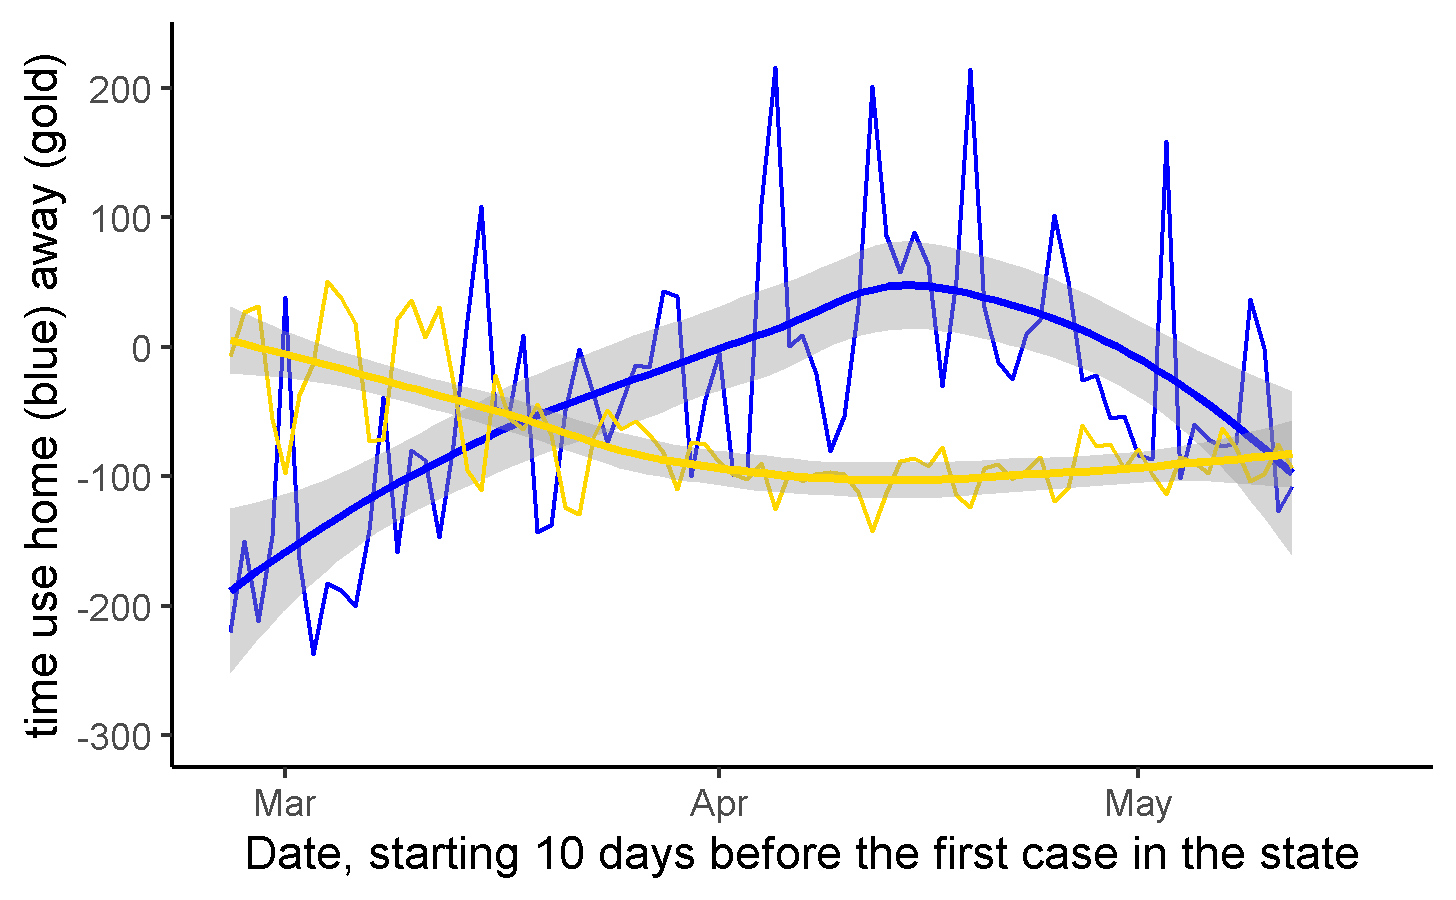 time use home (blue) away (gold)
200
100
0
-100
-200
-300
Mar
Apr
May
Date, starting 10 days before the first case in the state